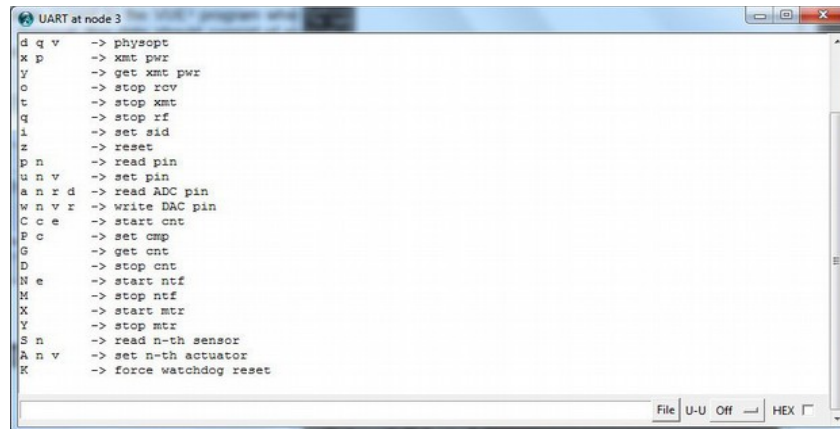 UART at node 3
d q v -> physopt
x p -> xmt pwr
y -> get xmt pwr
o -> stop rcv
t -> stop xmt
q -> stop rf
i -> set sid
z -> reset
p n -> read pin
u n v -> set pin
a n r d -> read ADC pin
w n v r -> write DAC pin
C c e -> start cnt
P c -> set cmp
G -> get cnt
D -> stop cnt
N e -> start ntf
M -> stop ntf
X -> start mtr
Y -> stop mtr
S n -> read n-th sensor
A n v -> set n-th actuator
K -> force watchdog reset
File U-U Off HEX